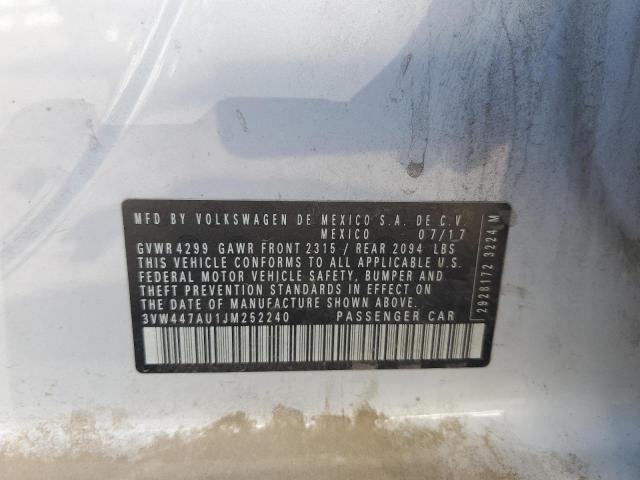 MFD BY VOLKSWAGEN DE MEXICO S.A. DE C.V.
MEXICO 07/17
GVWR 4299 GAWR FRONT 2315 / REAR 2094 LBS
THIS VEHICLE CONFORMS TO ALL APPLICABLE U.S.
FEDERAL MOTOR VEHICLE SAFETY, BUMPER AND
THEFT PREVENTION STANDARDS IN EFFECT ON
THE DATE OF MANUFACTURE SHOWN ABOVE.
3VW447AU1JM252240 PASSENGER CAR
2928172 3224 M